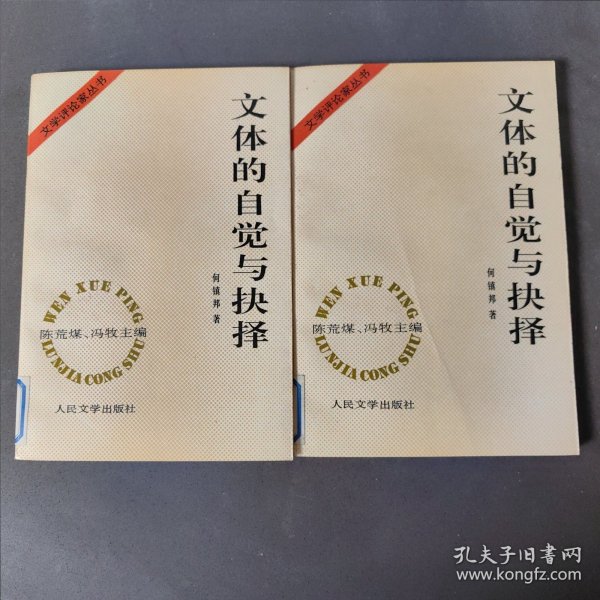 文学评论家丛书
文体的自觉与抉择
何镇邦 著
WEN XUE PING
陈荒煤、冯牧主编
LUNJIA CONG SHU
人民文学出版社
文学评论家丛书
文体的自觉与抉择
何镇邦 著
WEN XUE PING
陈荒煤、冯牧主编
LUNJIA CONG SHU
人民文学出版社
孔夫子旧书网
www.kongfz.com